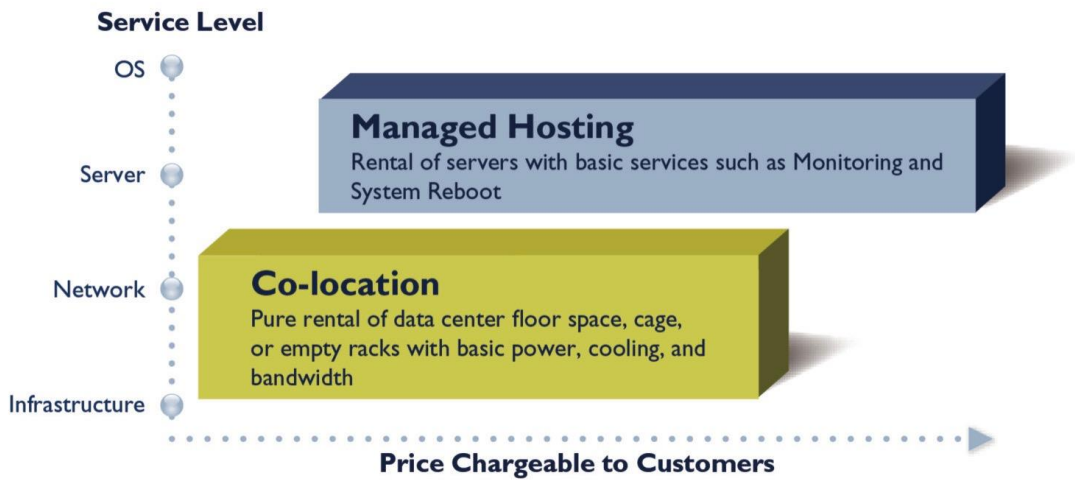 Service Level
OS
Managed Hosting
Rental of servers with basic services such as Monitoring and
System Reboot
Server
Co-location
Network
Pure rental of data center floor space, cage,
or empty racks with basic power, cooling, and
bandwidth
Infrastructure
Price Chargeable to Customers